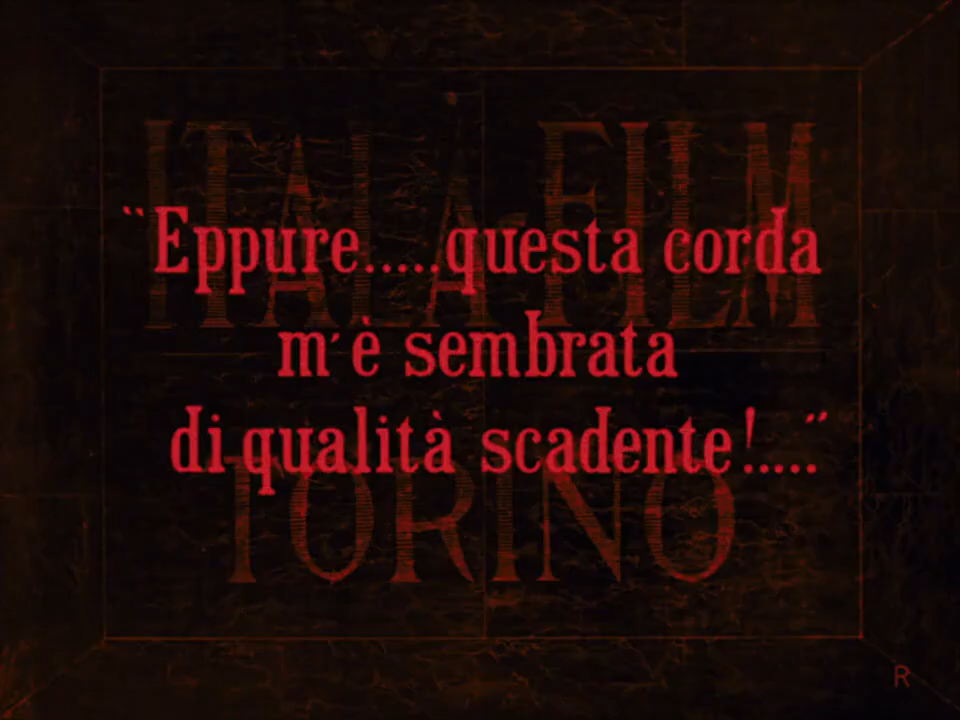 ITALA FILM
"Eppure.....questa corda
m'è sembrata
di qualità scadente!....."
TORINO
R